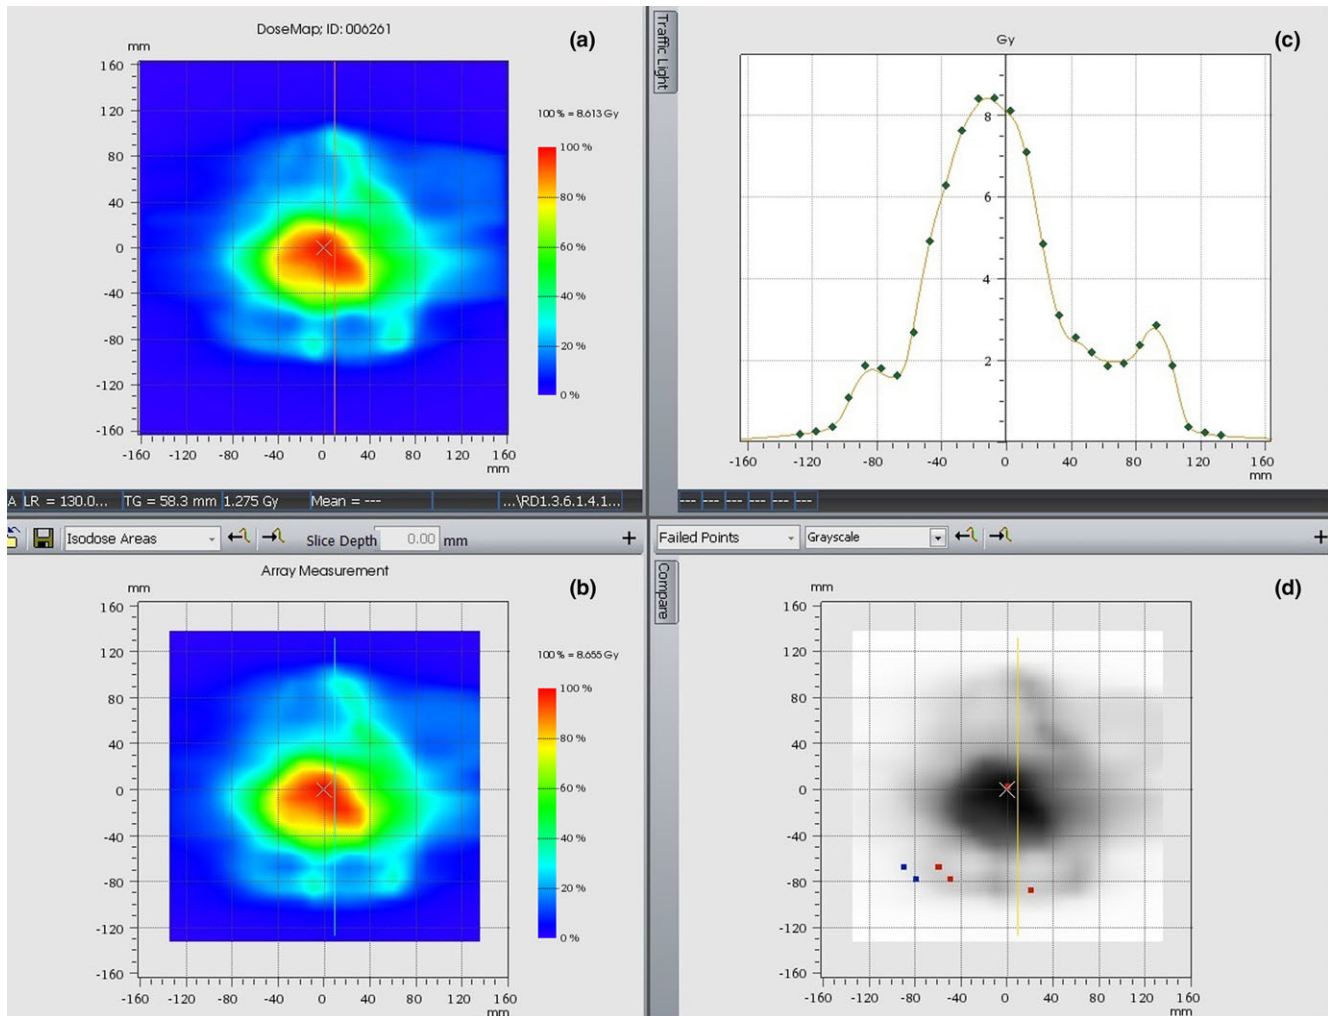 DoseMap; ID: 006261
(a)
mm
160
120
80
40
0
-40
-80
-120
-160
-160 -120 -80 -40 0 40 80 120 160
mm
100 % = 8.613 Gy
100 %
80 %
60 %
40 %
20 %
0 %
Traffic Light
Gy
(c)
8
6
4
2
-160 -120 -80 -40 0 40 80 120 160
mm
A LR = 130.0... TG = 58.3 mm 1.275 Gy Mean = --- ...\RD1.3.6.1.4.1...
--- --- --- --- --- ---
Isodose Areas Slice Depth 0.00 mm +
Failed Points Grayscale +
Array Measurement
(b)
mm
160
120
80
40
0
-40
-80
-120
-160
-160 -120 -80 -40 0 40 80 120 160
mm
100 % = 8.655 Gy
100 %
80 %
60 %
40 %
20 %
0 %
Compare
(d)
mm
160
120
80
40
0
-40
-80
-120
-160
-160 -120 -80 -40 0 40 80 120 160
mm